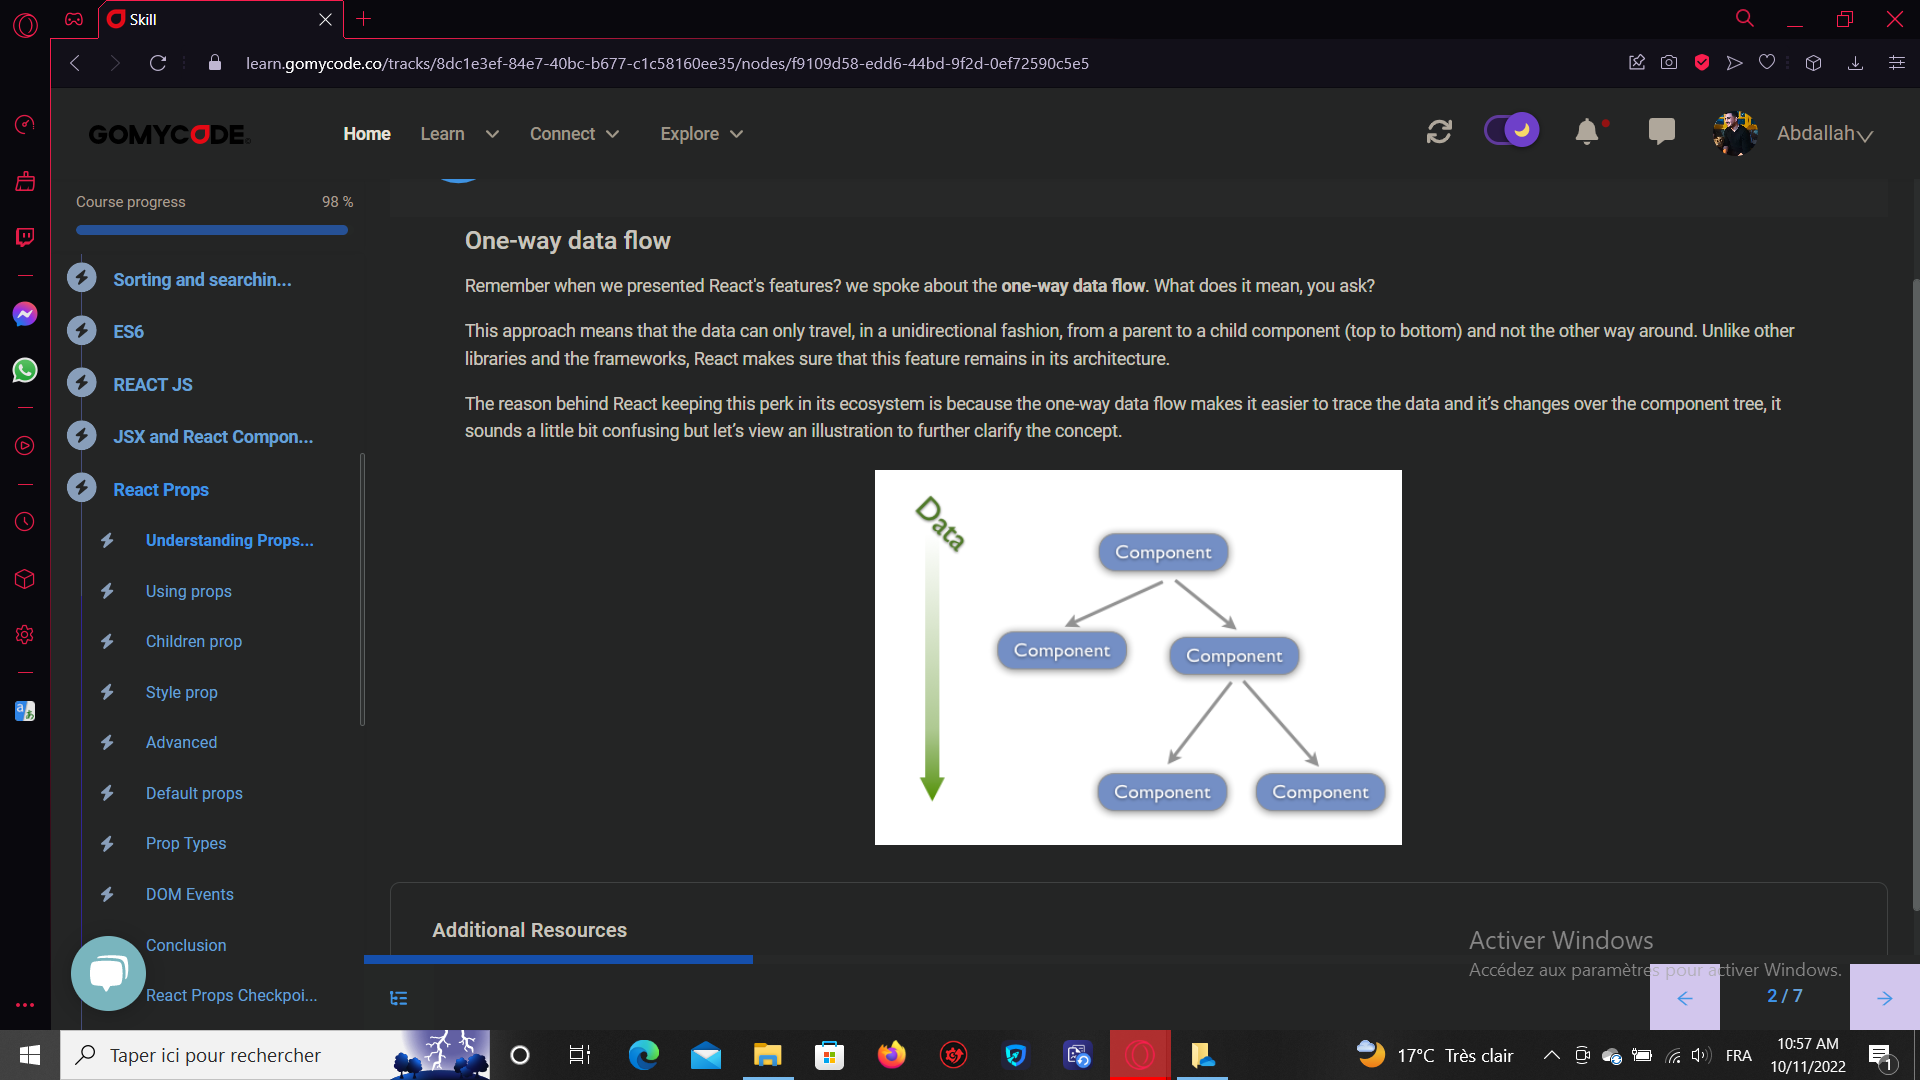 Skill
learn.gomycode.co/tracks/8dc1e3ef-84e7-40bc-b677-c1c58160ee35/nodes/f9109d58-edd6-44bd-9f2d-0ef72590c5e5
GOMYCODE
Home
Learn
Connect
Explore
Abdallah
Course progress
98 %
Sorting and searchin...
ES6
REACT JS
JSX and React Compon...
React Props
Understanding Props...
Using props
Children prop
Style prop
Advanced
Default props
Prop Types
DOM Events
Conclusion
React Props Checkpoi...
One-way data flow
Remember when we presented React's features? we spoke about the one-way data flow. What does it mean, you ask?
This approach means that the data can only travel, in a unidirectional fashion, from a parent to a child component (top to bottom) and not the other way around. Unlike other
libraries and the frameworks, React makes sure that this feature remains in its architecture.
The reason behind React keeping this perk in its ecosystem is because the one-way data flow makes it easier to trace the data and it’s changes over the component tree, it
sounds a little bit confusing but let’s view an illustration to further clarify the concept.
Data
Component
Component
Component
Component
Component
Additional Resources
Activer Windows
Accédez aux paramètres pour activer Windows.
2 / 7
Taper ici pour rechercher
17°C Très clair
FRA
10:57 AM
10/11/2022
1